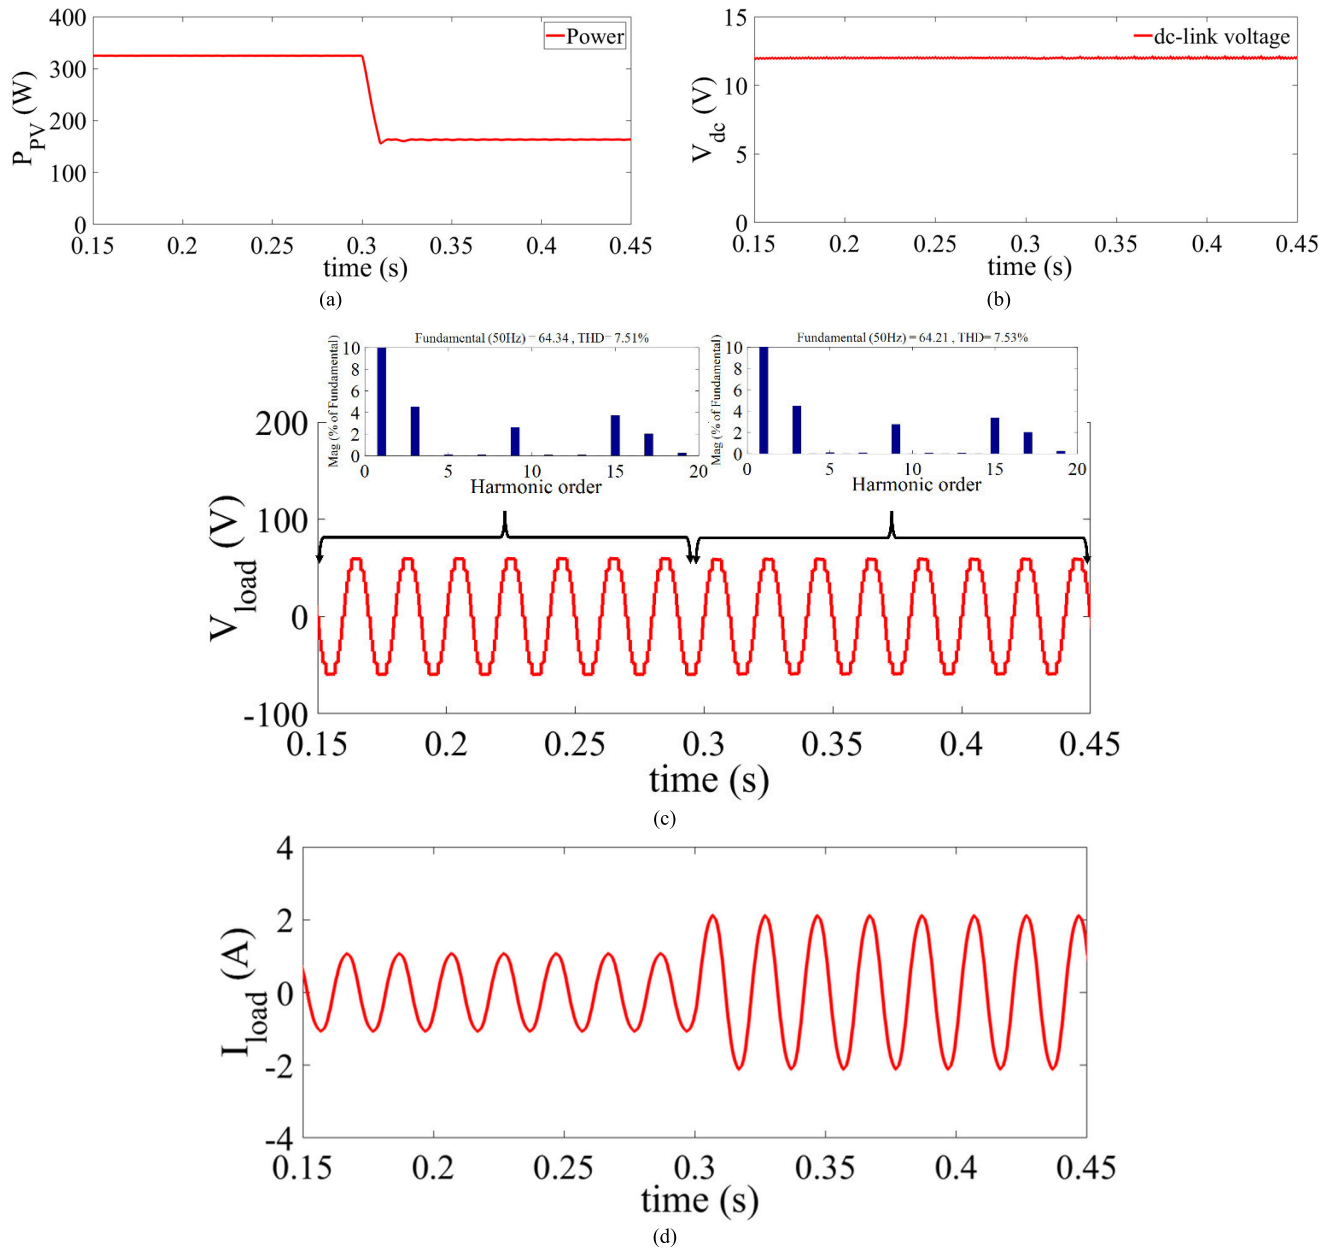 400
300
200
100
0
P_PV (W)
Power
0.15 0.2 0.25 0.3 0.35 0.4 0.45
time (s)
(a)
15
10
5
0
V_dc (V)
dc-link voltage
0.15 0.2 0.25 0.3 0.35 0.4 0.45
time (s)
(b)
Fundamental (50Hz) = 64.34 , THD= 7.51%
Mag (% of Fundamental)
10
8
6
4
2
0
0 5 10 15 20
Harmonic order
Fundamental (50Hz) = 64.21 , THD= 7.53%
Mag (% of Fundamental)
10
8
6
4
2
0
0 5 10 15 20
Harmonic order
200
100
0
-100
V_load (V)
0.15 0.2 0.25 0.3 0.35 0.4 0.45
time (s)
(c)
4
2
0
-2
-4
I_load (A)
0.15 0.2 0.25 0.3 0.35 0.4 0.45
time (s)
(d)